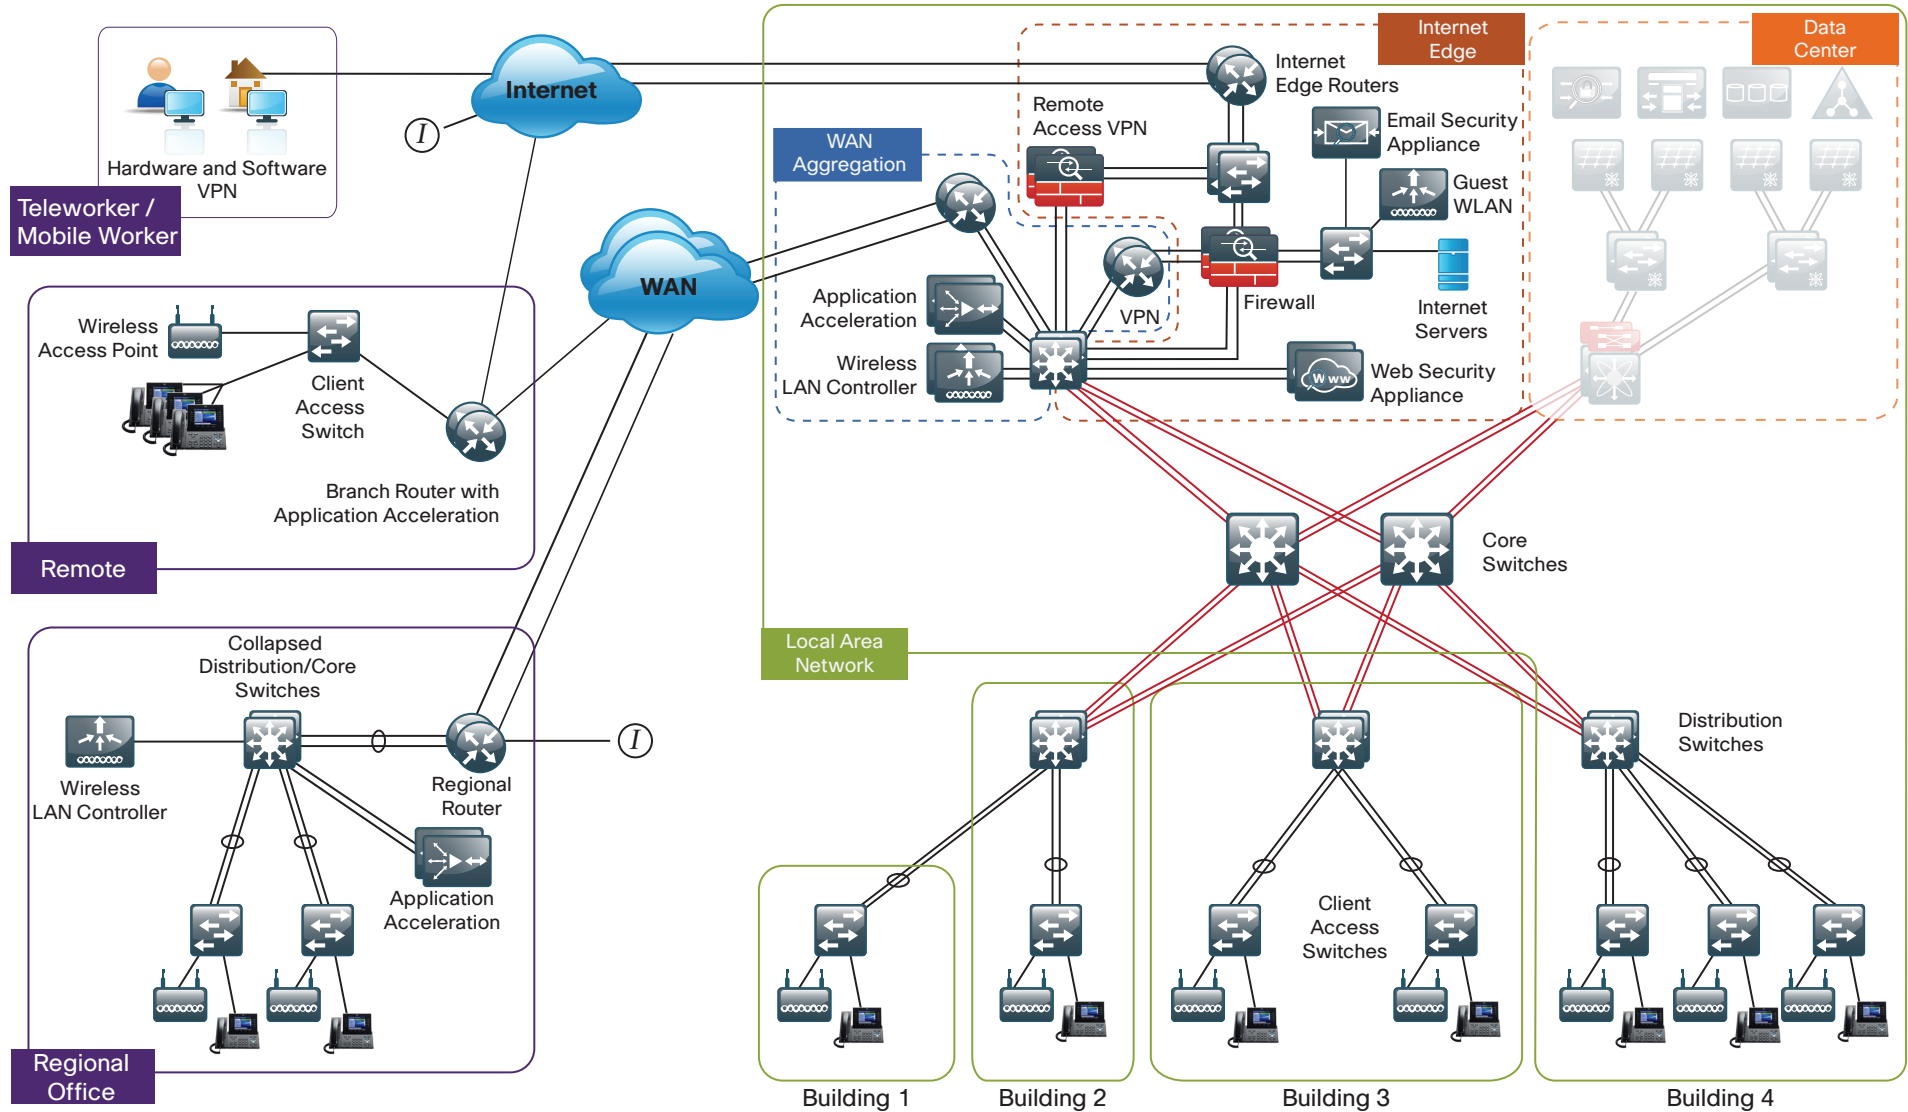 Hardware and Software
VPN
Teleworker /
Mobile Worker
Internet
I
WAN
Wireless
Access Point
Client
Access
Switch
Branch Router with
Application Acceleration
Remote
Collapsed
Distribution/Core
Switches
Wireless
LAN Controller
Regional
Router
I
Application
Acceleration
Regional
Office
Internet
Edge
Data
Center
Internet
Edge Routers
Remote
Access VPN
WAN
Aggregation
Email Security
Appliance
Guest
WLAN
Application
Acceleration
VPN
Firewall
Internet
Servers
Wireless
LAN Controller
Www
Web Security
Appliance
Core
Switches
Local Area
Network
Distribution
Switches
Client
Access
Switches
Building 1
Building 2
Building 3
Building 4